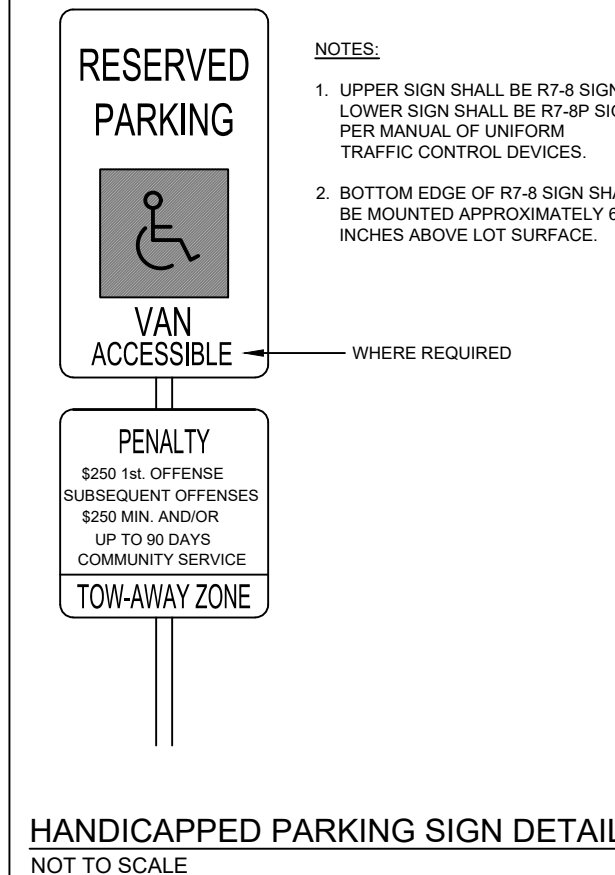 RESERVED
PARKING
VAN
ACCESSIBLE
WHERE REQUIRED
PENALTY
$250 1st. OFFENSE
SUBSEQUENT OFFENSES
$250 MIN. AND/OR
UP TO 90 DAYS
COMMUNITY SERVICE
TOW-AWAY ZONE
NOTES:
1. UPPER SIGN SHALL BE R7-8 SIGN
LOWER SIGN SHALL BE R7-8P
PER MANUAL OF UNIFORM
TRAFFIC CONTROL DEVICES.
2. BOTTOM EDGE OF R7-8 SIGN
BE MOUNTED APPROXIMATELY
INCHES ABOVE LOT SURFACE.
HANDICAPPED PARKING SIGN DETAIL
NOT TO SCALE